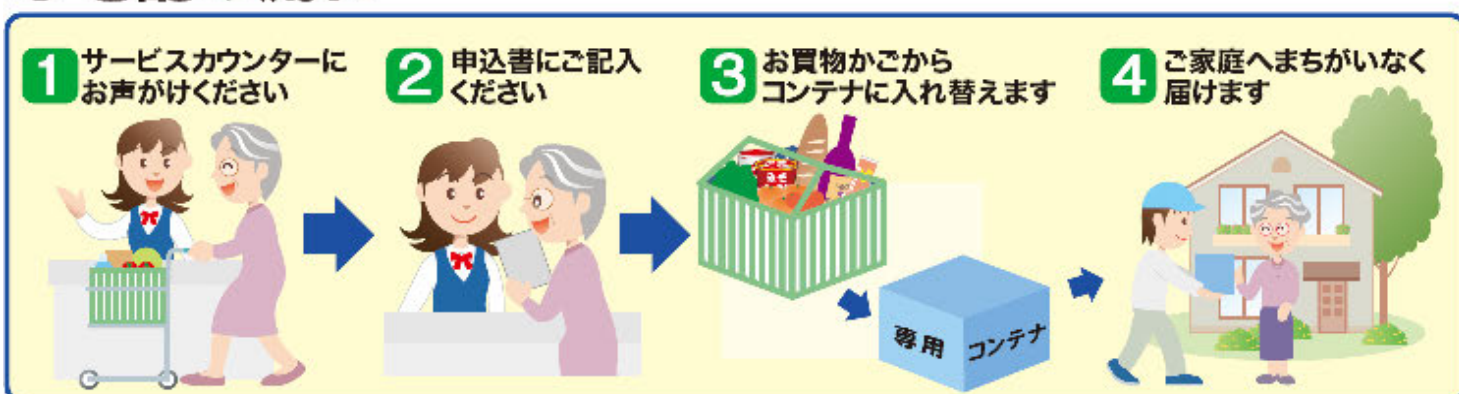 1 サービスカウンターに
お声がけください
2 申込書にご記入
ください
3 お買物かごから
コンテナに入れ替えます
4 ご家庭へまちがいなく
届けます
専用 コンテナ